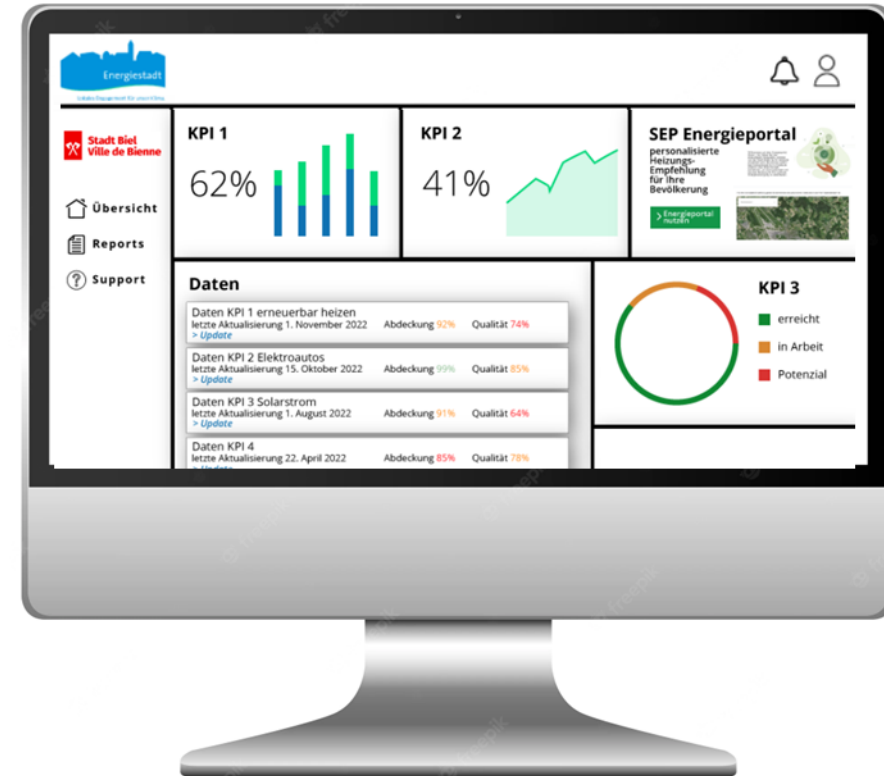 Energiestadt
Stadt Biel
Ville de Bienne
Übersicht
Reports
Support
KPI 1
62%
KPI 2
41%
SEP Energieportal
personalisierte
Heizungs-
Empfehlung
für Ihre
Bevölkerung
> Energieportal
nutzen
Daten
Daten KPI 1 erneuerbar heizen
letzte Aktualisierung 1. November 2022 Abdeckung 92% Qualität 74%
> Update
Daten KPI 2 Elektroautos
letzte Aktualisierung 15. Oktober 2022 Abdeckung 99% Qualität 85%
> Update
Daten KPI 3 Solarstrom
letzte Aktualisierung 1. August 2022 Abdeckung 91% Qualität 64%
> Update
Daten KPI 4
letzte Aktualisierung 22. April 2022 Abdeckung 85% Qualität 78%
> Update
KPI 3
erreicht
in Arbeit
Potenzial
freepik